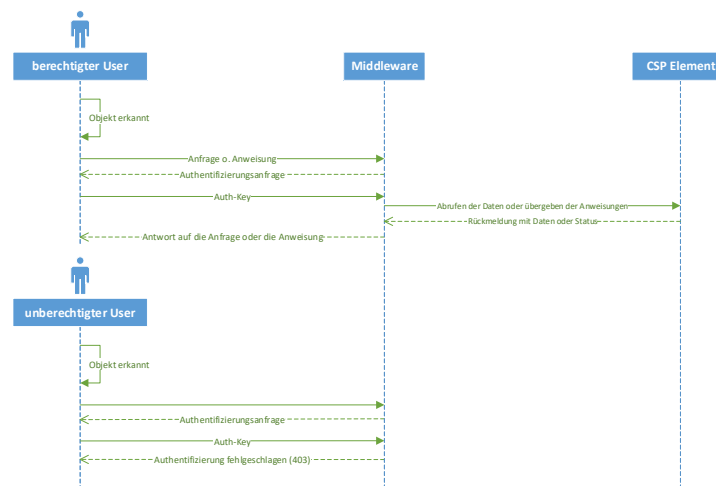 berechtigter User
Middleware
CSP Element
Objekt erkannt
Anfrage o. Anweisung
Authentifizierungsanfrage
Auth-Key
Abrufen der Daten oder übergeben der Anweisungen
Rückmeldung mit Daten oder Status
Antwort auf die Anfrage oder die Anweisung
unberechtigter User
Objekt erkannt
Authentifizierungsanfrage
Auth-Key
Authentifizierung fehlgeschlagen (403)